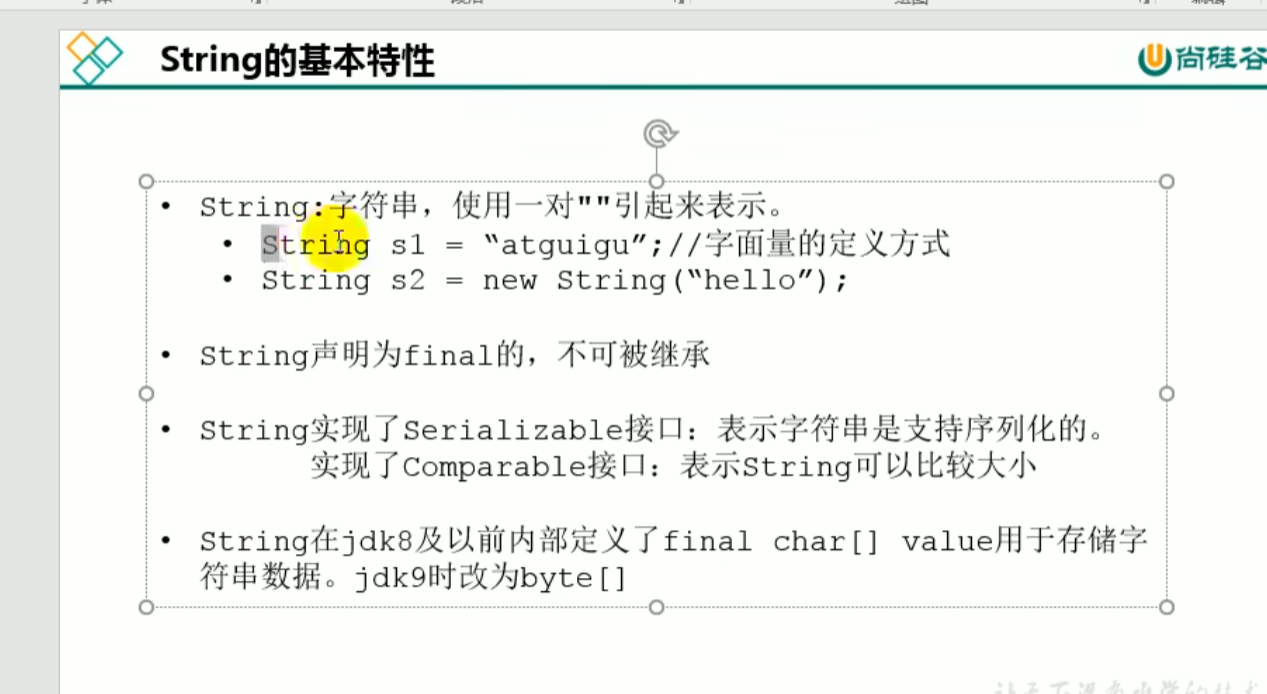 String的基本特性
尚硅谷
• String:字符串，使用一对""引起来表示。
• String s1 = “atguigu”;//字面量的定义方式
• String s2 = new String(“hello”);
• String声明为final的，不可被继承
• String实现了Serializable接口：表示字符串是支持序列化的。
实现了Comparable接口：表示String可以比较大小
• String在jdk8及以前内部定义了final char[] value用于存储字
符串数据。jdk9时改为byte[]